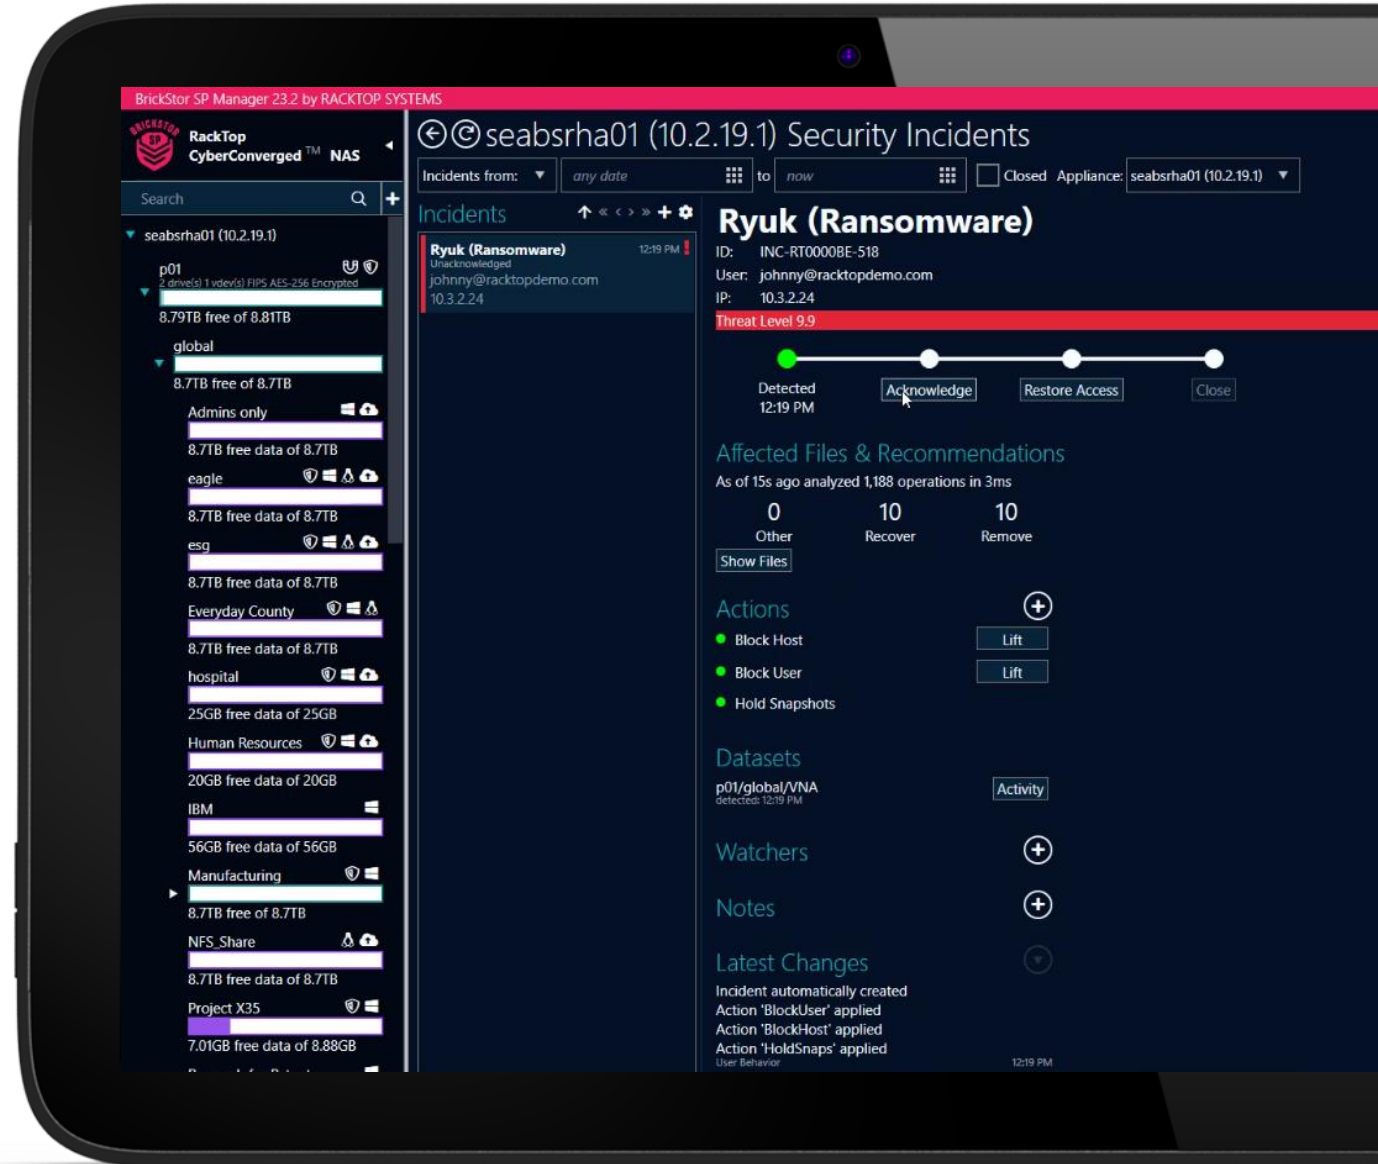 BrickStor SP Manager 23.2 by RACKTOP SYSTEMS
BRICKSTOR
SP
RackTop
CyberConverged ™ NAS
Search
seabsrha01 (10.2.19.1)
p01
2 drive(s) 1 vdev(s) FIPS AES-256 Encrypted
8.79TB free of 8.81TB
global
8.7TB free of 8.7TB
Admins only
8.7TB free data of 8.7TB
eagle
8.7TB free data of 8.7TB
esg
8.7TB free data of 8.7TB
Everyday County
8.7TB free data of 8.7TB
hospital
25GB free data of 25GB
Human Resources
20GB free data of 20GB
IBM
56GB free data of 56GB
Manufacturing
8.7TB free of 8.7TB
NFS_Share
8.7TB free data of 8.7TB
Project X35
7.01GB free data of 8.88GB
seabsrha01 (10.2.19.1) Security Incidents
Incidents from: any date to now Closed Appliance: seabsrha01 (10.2.19.1)
Incidents
Ryuk (Ransomware) 12:19 PM !
Unacknowledged
johnny@racktopdemo.com
10.3.2.24
Ryuk (Ransomware)
ID: INC-RT0000BE-518
User: johnny@racktopdemo.com
IP: 10.3.2.24
Threat Level 9.9
Detected Acknowledge Restore Access Close
12:19 PM
Affected Files & Recommendations
As of 15s ago analyzed 1,188 operations in 3ms
0 10 10
Other Recover Remove
Show Files
Actions
Block Host Lift
Block User Lift
Hold Snapshots
Datasets
p01/global/VNA Activity
detected: 12:19 PM
Watchers
Notes
Latest Changes
Incident automatically created
Action 'BlockUser' applied
Action 'BlockHost' applied
Action 'HoldSnaps' applied
User Behavior 12:19 PM